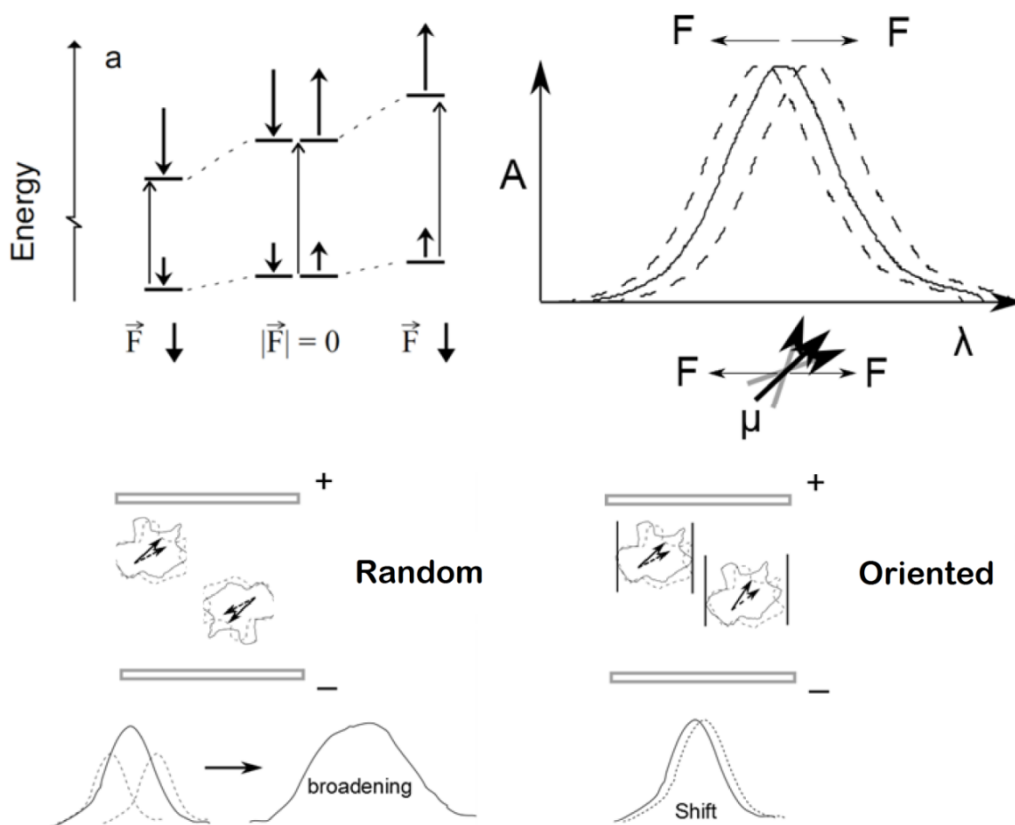 a
Energy
F⃗
|F⃗| = 0
F⃗
F F
A
λ
F F
μ
+
Random
−
broadening
+
Oriented
−
Shift